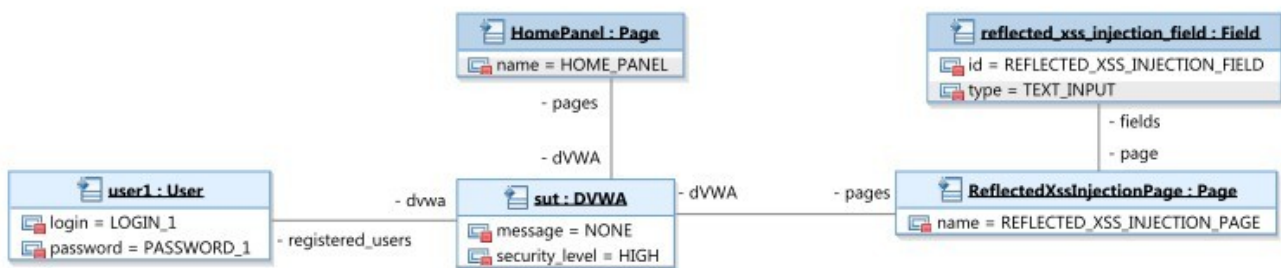 HomePanel : Page
name = HOME_PANEL
reflected_xss_injection_field : Field
id = REFLECTED_XSS_INJECTION_FIELD
type = TEXT_INPUT
- pages
- fields
- dVWA
- page
user1 : User
login = LOGIN_1
password = PASSWORD_1
- dvwa
- registered_users
sut : DVWA
message = NONE
security_level = HIGH
- dVWA
- pages
ReflectedXssInjectionPage : Page
name = REFLECTED_XSS_INJECTION_PAGE